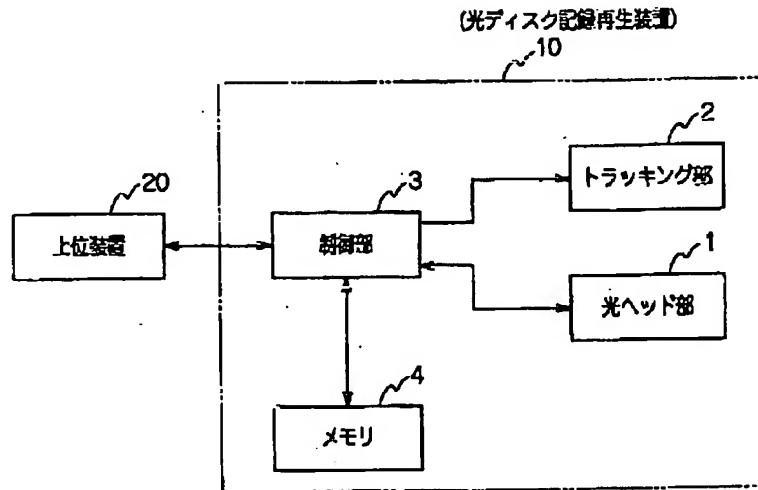 (光ディスク記録再生装置)
10
2
トラッキング部
20
上位装置
3
制御部
1
光ヘッド部
4
メモリ